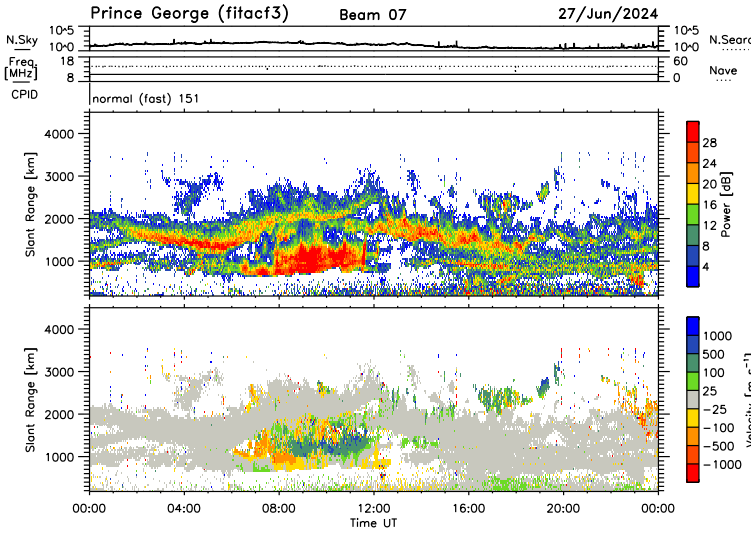 Prince George (fitacf3) Beam 07 27/Jun/2024
N.Sky 10^5 10^0 10^5 10^0 N.Sear
Freq. [MHz] 18 8 60 0 Nave
CPID normal (fast) 151
Slant Range [km] 4000 3000 2000 1000
28 24 20 16 12 8 4 Power [dB]
Slant Range [km] 4000 3000 2000 1000
1000 500 100 25 -25 -100 -500 -1000 Velocity [m s^-1]
00:00 04:00 08:00 12:00 16:00 20:00 00:00
Time UT